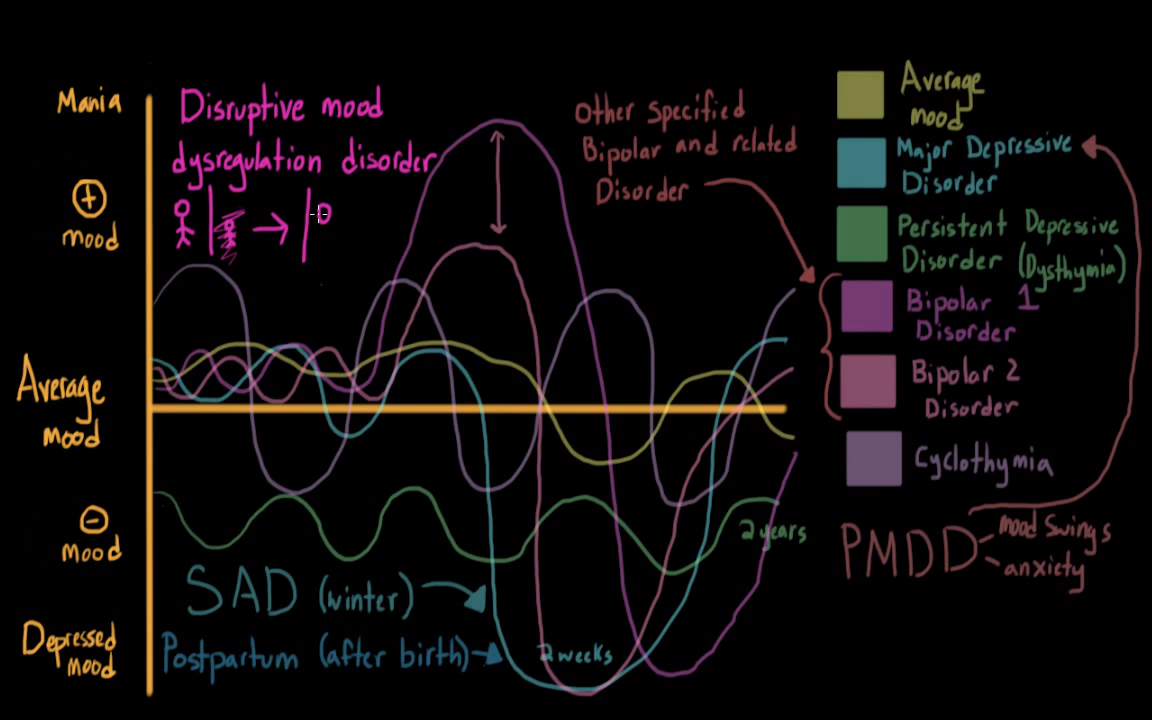 Mania
+
mood
Average
mood
-
mood
Depressed
mood
Disruptive mood
dysregulation disorder
SAD (winter)
Postpartum (after birth)
2 weeks
2 years
Other specified
Bipolar and related
Disorder
Average
mood
Major Depressive
Disorder
Persistent Depressive
Disorder (Dysthymia)
Bipolar 1
Disorder
Bipolar 2
Disorder
Cyclothymia
PMDD
mood swings
anxiety